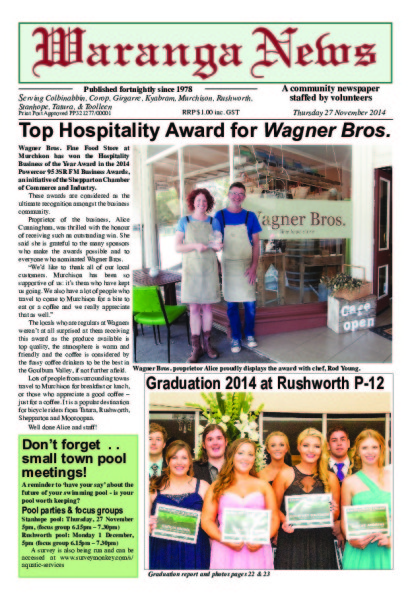 Waranga News
Published fortnightly since 1978
Serving Colbinabbin, Corop, Girgarre, Kyabram, Murchison, Rushworth,
Stanhope, Tatura, & Toolleen
Print Post Approved PP321277/00001
RRP$1.00 inc. GST
A community newspaper
staffed by volunteers
Thursday 27 November 2014
Top Hospitality Award for Wagner Bros.
Wagner Bros. Fine Food Store at
Murchison has won the Hospitality
Business of the Year Award in the 2014
Powercor 95 3SR FM Business Awards,
an initiative of the Shepparton Chamber
of Commerce and Industry.
These awards are considered as the
ultimate recognition amongst the business
community.
Proprietor of the business, Alice
Cunningham, was thrilled with the honour
of receiving such an outstanding win. She
said she is grateful to the many sponsors
who make the awards possible and to
everyone who nominated Wagner Bros.
"We'd like to thank all of our local
customers. Murchison has been so
supportive of us: it's them who have kept
us going. We also have a lot of people who
travel to come to Murchison for a bite to
eat or a coffee and we really appreciate
that as well."
The locals who are regulars at Wagners
weren't at all surprised at them receiving
this award as the produce available is
top quality, the atmosphere is warm and
friendly and the coffee is considered by
the fussy coffee drinkers to be the best in
the Goulburn Valley, if not further afield.
Lots of people from surrounding towns
travel to Murchison for breakfast or lunch,
or those who appreciate a good coffee –
just for a coffee. It is a popular destination
for bicycle riders from Tatura, Rushworth,
Shepparton and Mooroopna.
Well done Alice and staff!
Wagner Bros.
Cafe
open
Wagner Bros. proprietor Alice proudly displays the award with chef, Rod Young.
Graduation 2014 at Rushworth P-12
Graduation report and photos pages 22 & 23
Don't forget . .
small town pool
meetings!
A reminder to 'have your say' about the
future of your swimming pool - is your
pool worth keeping?
Pool parties & focus groups
Stanhope pool: Thursday, 27 November
5pm, (focus group 6.15pm – 7.30pm)
Rushworth pool: Monday 1 December,
5pm (focus group 6.15pm – 7.30pm)
A survey is also being run and can be
accessed at www.surveymonkey.com/s/
aquatic-services